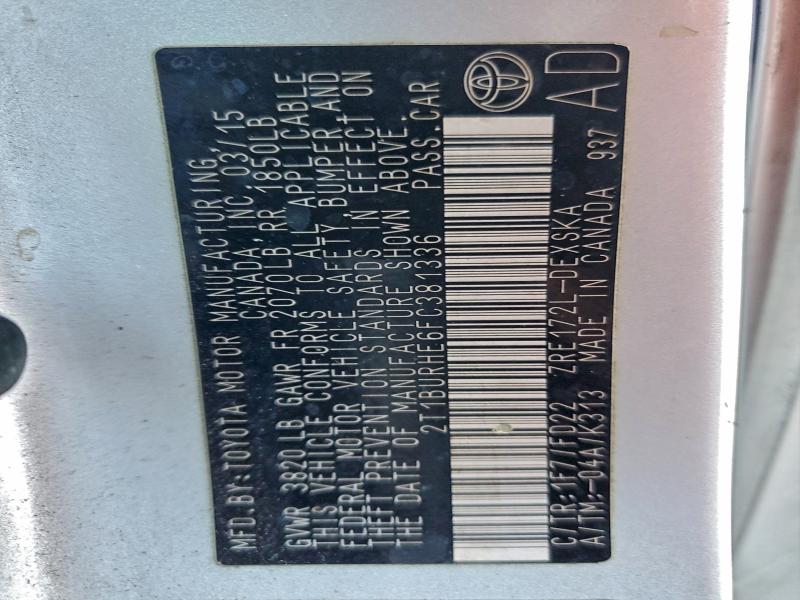 MFD.BY:TOYOTA MOTOR MANUFACTURING,
CANADA, INC. 03/15
GVWR 3820LB GAWR FR 2070LB RR 1850LB
THIS VEHICLE CONFORMS TO ALL APPLICABLE
FEDERAL MOTOR VEHICLE SAFETY, BUMPER, AND
THEFT PREVENTION STANDARDS IN EFFECT ON
THE DATE OF MANUFACTURE SHOWN ABOVE.
2T1BURHE6FC381336 PASS.CAR
C/TR:1F7/FD22 ZRE172L-DEXSKA
A/TM:-04A/K313 MADE IN CANADA 937
AD
G C